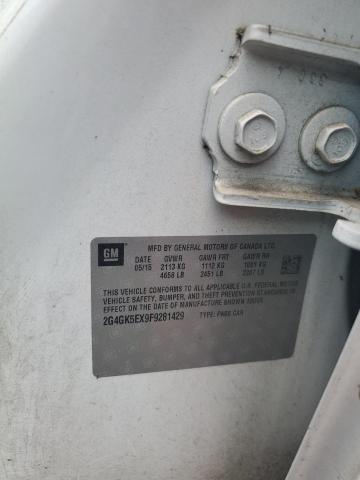 GM
MFD BY GENERAL MOTORS OF CANADA LTD.
DATE GVWR GAWR FRT GAWR RR
05/15 2113 KG 1112 KG 1001 KG
4658 LB 2451 LB 2207 LB
THIS VEHICLE CONFORMS TO ALL APPLICABLE U.S. FEDERAL MOTOR
VEHICLE SAFETY, BUMPER, AND THEFT PREVENTION STANDARDS IN
EFFECT ON THE DATE OF MANUFACTURE SHOWN ABOVE.
2G4GK5EX9F9281429 TYPE: PASS CAR